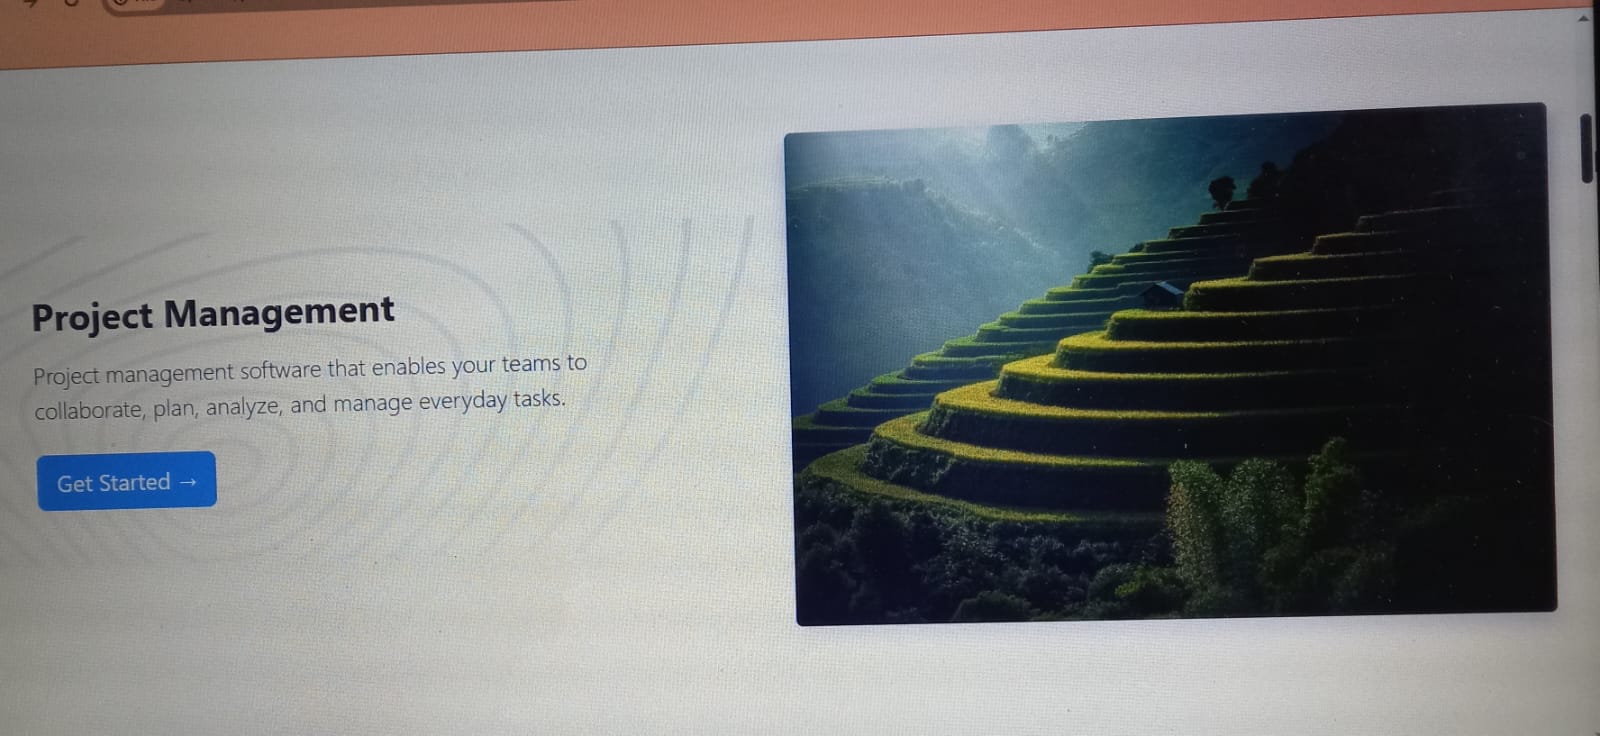 Project Management
Project management software that enables your teams to
collaborate, plan, analyze, and manage everyday tasks.
Get Started →